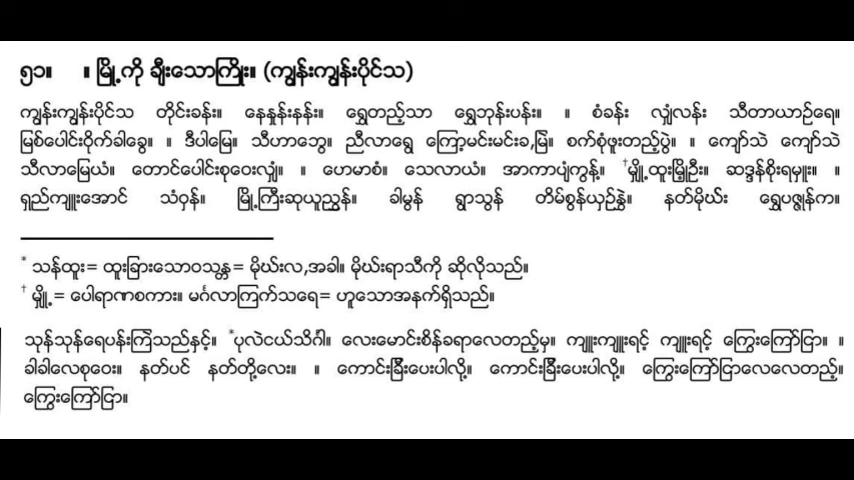 ၅၁။ ။ မြို့ကို ချီးသောကြိုး။ (ကျွန်းကျွန်းပိုင်သ)
ကျွန်းကျွန်းပိုင်သ တိုင်းခန်း။ နေနှုန်းနန်း။ ရွှေတည့်သာ ရွှေဘုန်းပန်း။ ။ စံခန်း လျှံလန်း သီတာယာဉ်ရေ။
မြစ်ပေါင်းဝိုက်ခါခွေ။ ။ ဒီပါမြေ။ သီဟာဘွေ။ ညီလာရွှေ ကြော့မင်းမင်းခ,မြဲ။ စက်စုံဖူးတည့်ပွဲ။ ။ ကျော်သဲ ကျော်သဲ
သီလာမြေယံ။ တောင်ပေါင်းစုဝေးလျှံ။ ။ ဟေမာစံ။ သေလာယံ။ အာကာပျံကွန့်။ †မှို့ထူးမြို့ဦး။ ဆဒ္ဒန်စိုးရမှူး။ ။
ရှည်ကျူးအောင် သံဝှန်။ မြို့ကြီးဆုယူညွှန်။ ခါမွန် ရွာသွန် တိမ်စွန်ယှဉ်နွှဲ။ နတ်မိုဃ်း ရွှေပဇ္ဇုန်က။
* သန်ထူး= ထူးခြားသောဝသန္တ= မိုဃ်းလ,အခါ။ မိုဃ်းရာသီကို ဆိုလိုသည်။
† မှို့= ပေါရာဏစကား။ မင်္ဂလာကြက်သရေ= ဟူသောအနက်ရှိသည်။
သုန်သုန်ရေပန်းကြဲသည်နှင့်။ *ပုလဲငယ်သိင်္ဂါ။ လေးမောင်းစိန်ခရာလေတည့်မှ။ ကျူးကျူးရင့် ကျူးရင့် ကြွေးကြော်ငြာ။ ။
ခါခါလေစုဝေး။ နတ်ပင် နတ်တို့လေး။ ။ ကောင်းခြီးပေးပါလို့။ ကောင်းခြီးပေးပါလို့။ ကြွေးကြော်ငြာလေလေတည့်။
ကြွေးကြော်ငြာ။